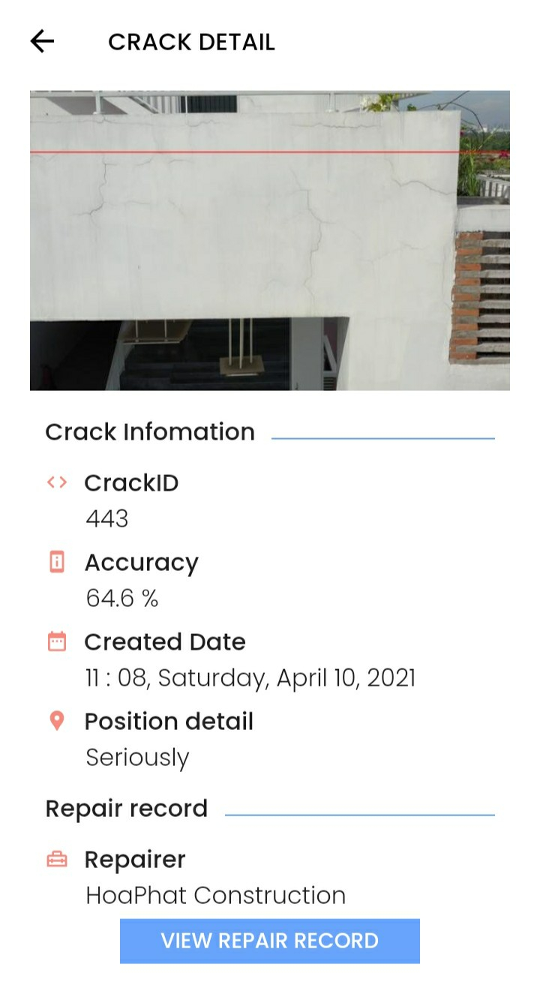 CRACK DETAIL
Crack Infomation
CrackID
443
Accuracy
64.6 %
Created Date
11 : 08, Saturday, April 10, 2021
Position detail
Seriously
Repair record
Repairer
HoaPhat Construction
VIEW REPAIR RECORD